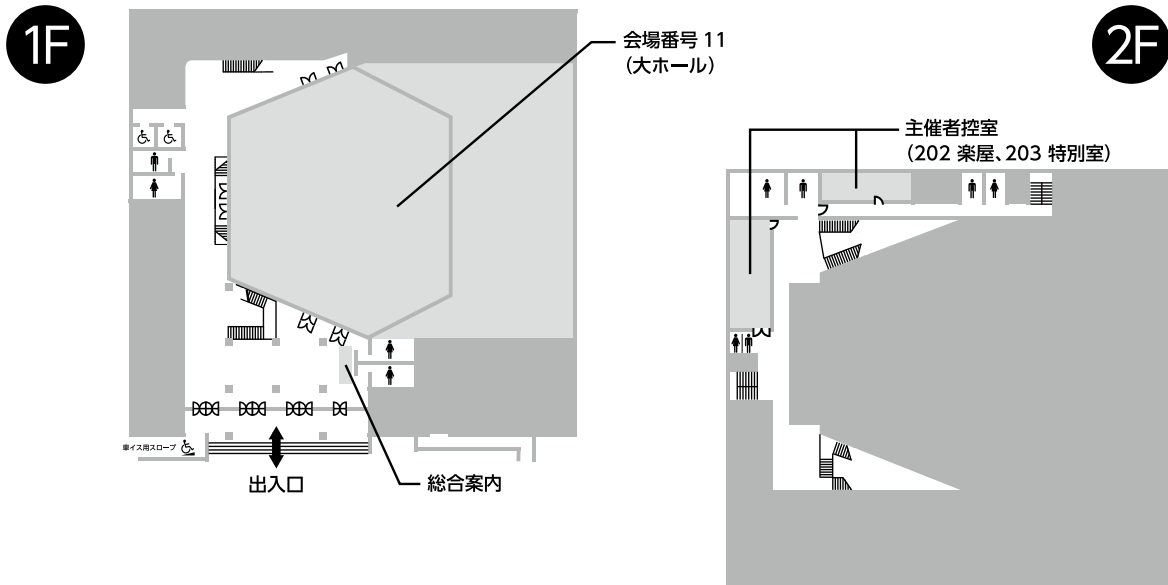 1F
会場番号 11
（大ホール）
車イス用スロープ
出入口
総合案内
2F
主催者控室
（202 楽屋、203 特別室）